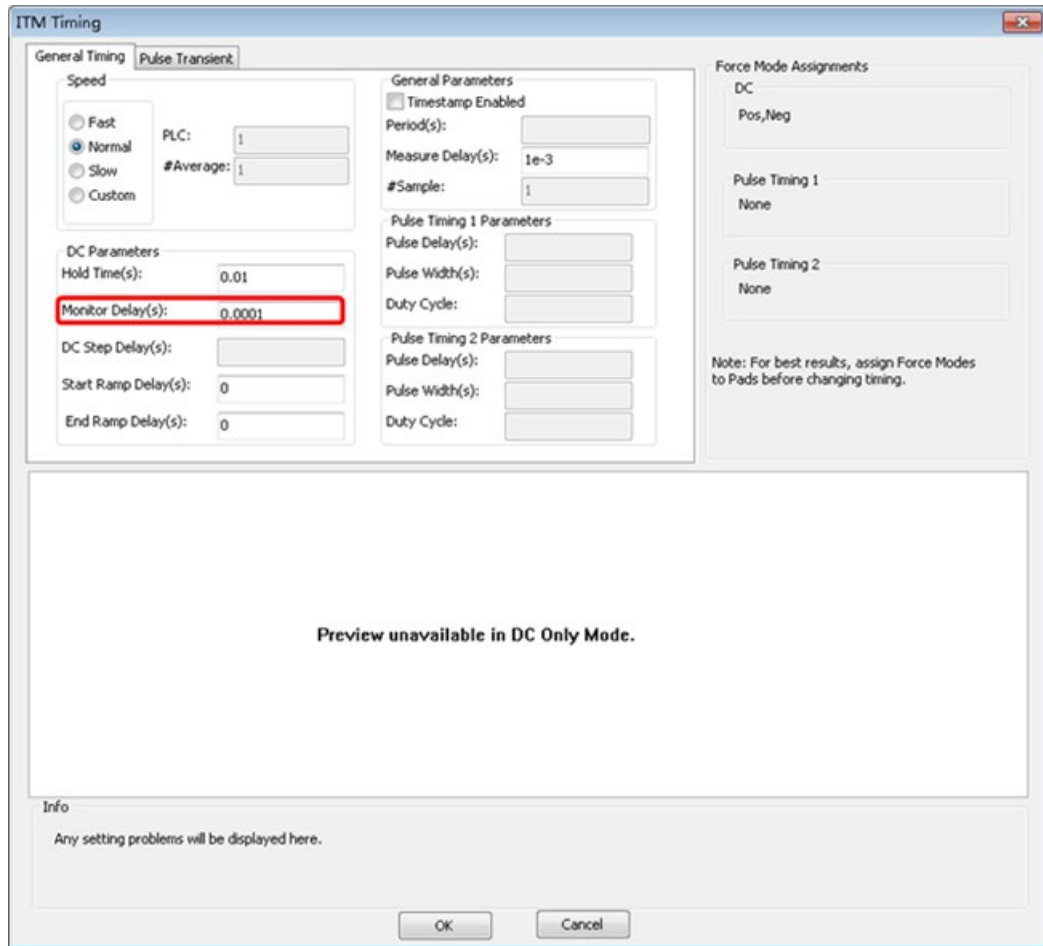 ITM Timing
General Timing
Pulse Transient
Speed
Fast
Normal
Slow
Custom
PLC:
1
#Average:
1
DC Parameters
Hold Time(s):
0.01
Monitor Delay(s):
0.0001
DC Step Delay(s):
Start Ramp Delay(s):
0
End Ramp Delay(s):
0
General Parameters
Timestamp Enabled
Period(s):
Measure Delay(s):
1e-3
#Sample:
1
Pulse Timing 1 Parameters
Pulse Delay(s):
Pulse Width(s):
Duty Cycle:
Pulse Timing 2 Parameters
Pulse Delay(s):
Pulse Width(s):
Duty Cycle:
Force Mode Assignments
DC
Pos,Neg
Pulse Timing 1
None
Pulse Timing 2
None
Note: For best results, assign Force Modes
to Pads before changing timing.
Preview unavailable in DC Only Mode.
Info
Any setting problems will be displayed here.
OK
Cancel